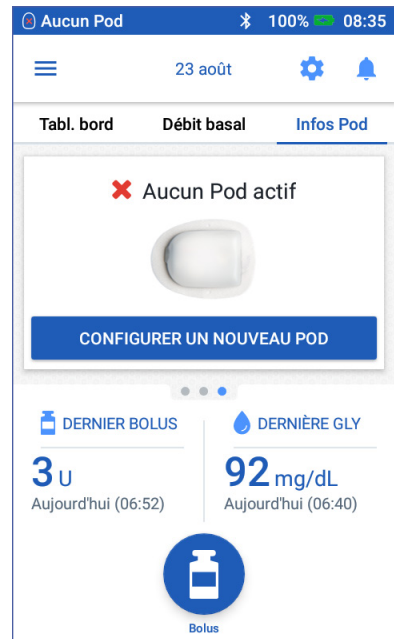 Aucun Pod 100% 08:35
23 août
Tabl. bord Débit basal Infos Pod
Aucun Pod actif
CONFIGURER UN NOUVEAU POD
DERNIER BOLUS DERNIÈRE GLY
3 U 92 mg/dL
Aujourd'hui (06:52) Aujourd'hui (06:40)
Bolus